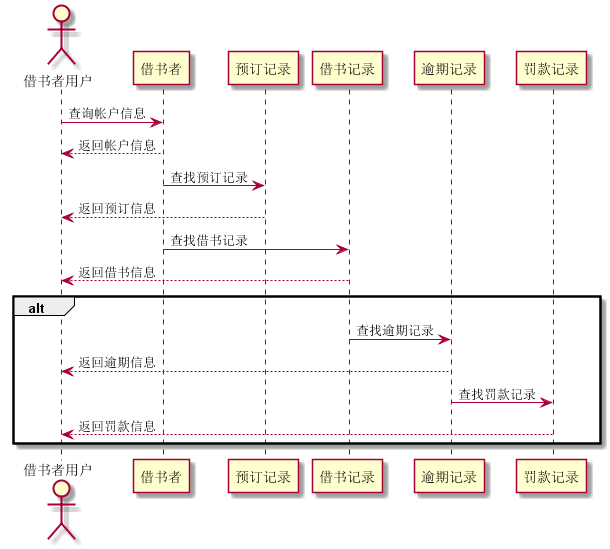 借书者用户
借书者
预订记录
借书记录
逾期记录
罚款记录
查询帐户信息
返回帐户信息
查找预订记录
返回预订信息
查找借书记录
返回借书信息
alt
查找逾期记录
返回逾期信息
查找罚款记录
返回罚款信息
借书者用户
借书者
预订记录
借书记录
逾期记录
罚款记录